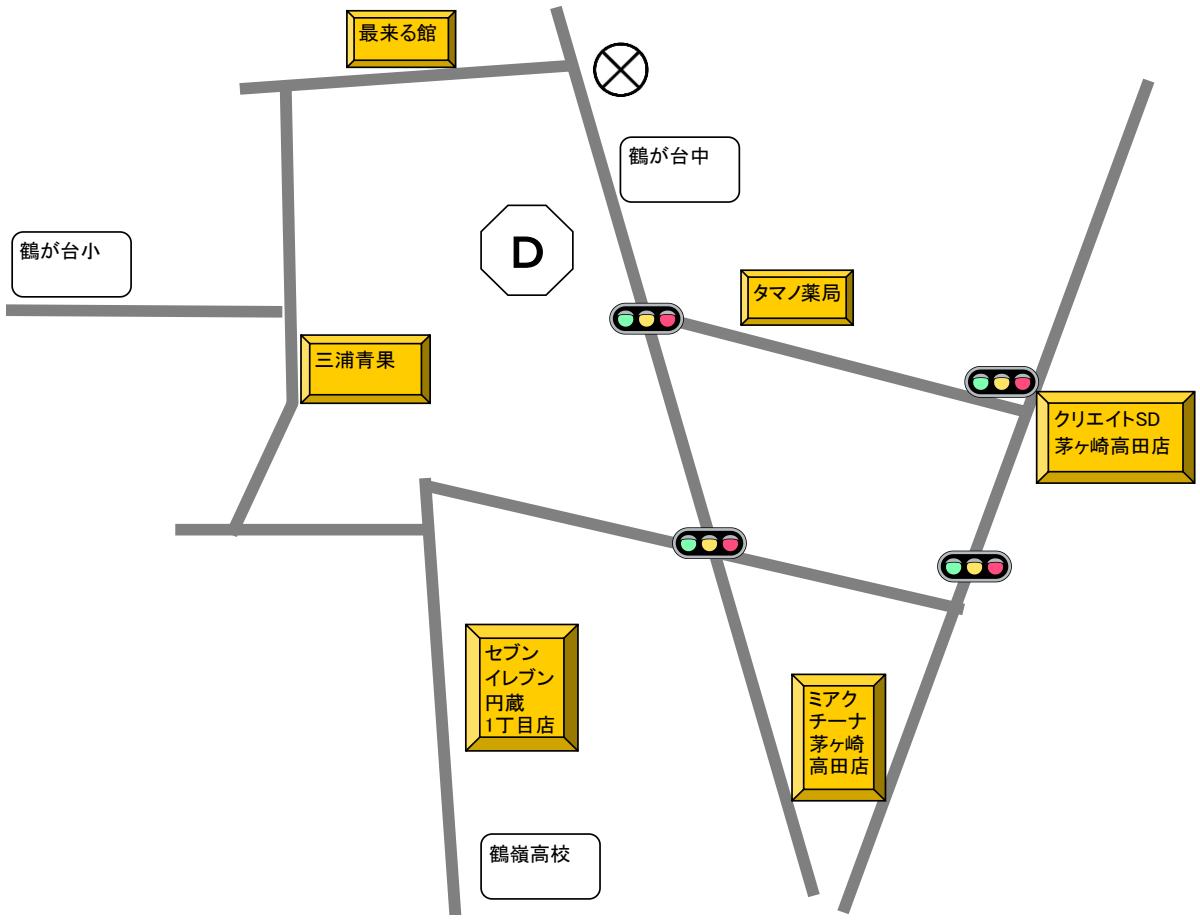 最来る館
鶴が台中
D
鶴が台小
タマノ薬局
三浦青果
クリエイトSD
茅ヶ崎高田店
セブン
イレブン
円蔵
1丁目店
ミアク
チーナ
茅ヶ崎
高田店
鶴嶺高校